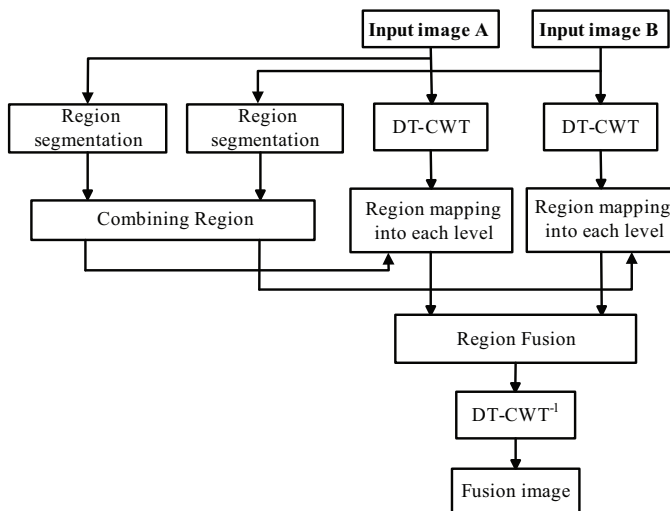 Input image A
Input image B
Region
segmentation
Region
segmentation
DT-CWT
DT-CWT
Combining Region
Region mapping
into each level
Region mapping
into each level
Region Fusion
DT-CWT-1
Fusion image